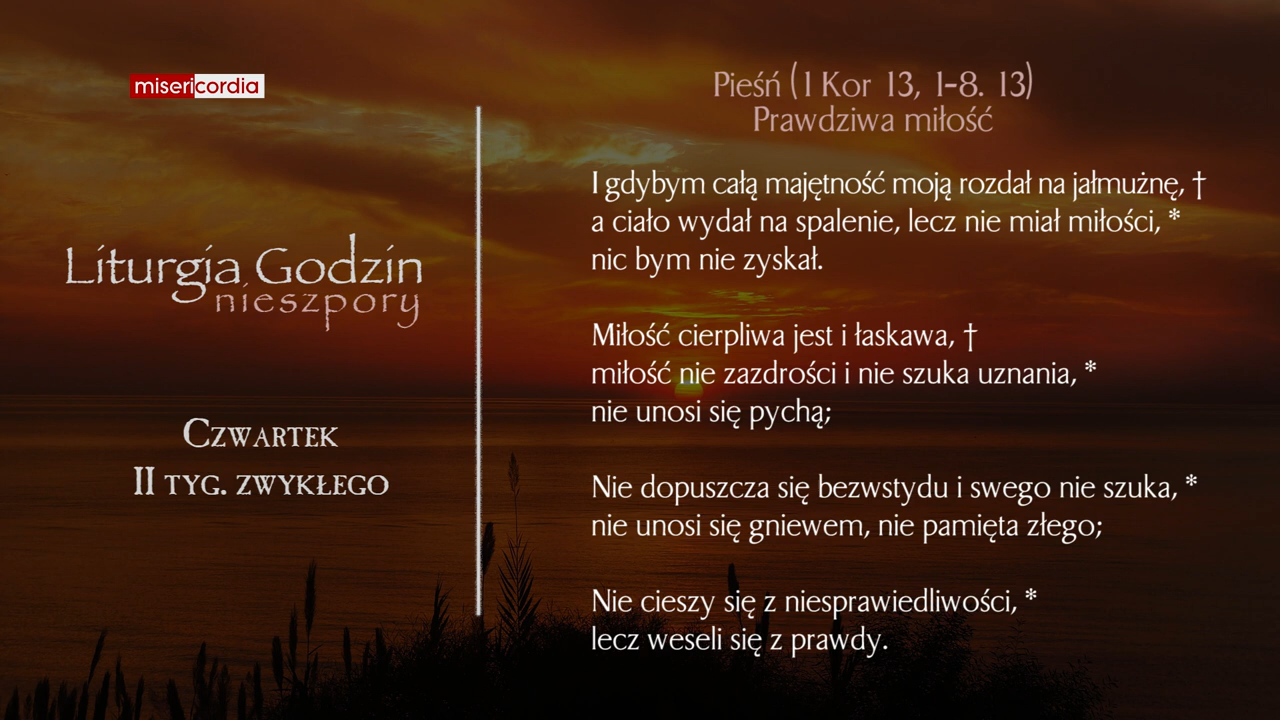 misericordia
Liturgia Godzin
nieszpory
Czwartek
II tyg. zwykłego
Pieśń (1 Kor 13, 1-8. 13)
Prawdziwa miłość
I gdybym całą majętność moją rozdał na jałmużnę, †
a ciało wydał na spalenie, lecz nie miał miłości, *
nic bym nie zyskał.
Miłość cierpliwa jest i łaskawa, †
miłość nie zazdrości i nie szuka uznania, *
nie unosi się pychą;
Nie dopuszcza się bezwstydu i swego nie szuka, *
nie unosi się gniewem, nie pamięta złego;
Nie cieszy się z niesprawiedliwości, *
lecz weseli się z prawdy.